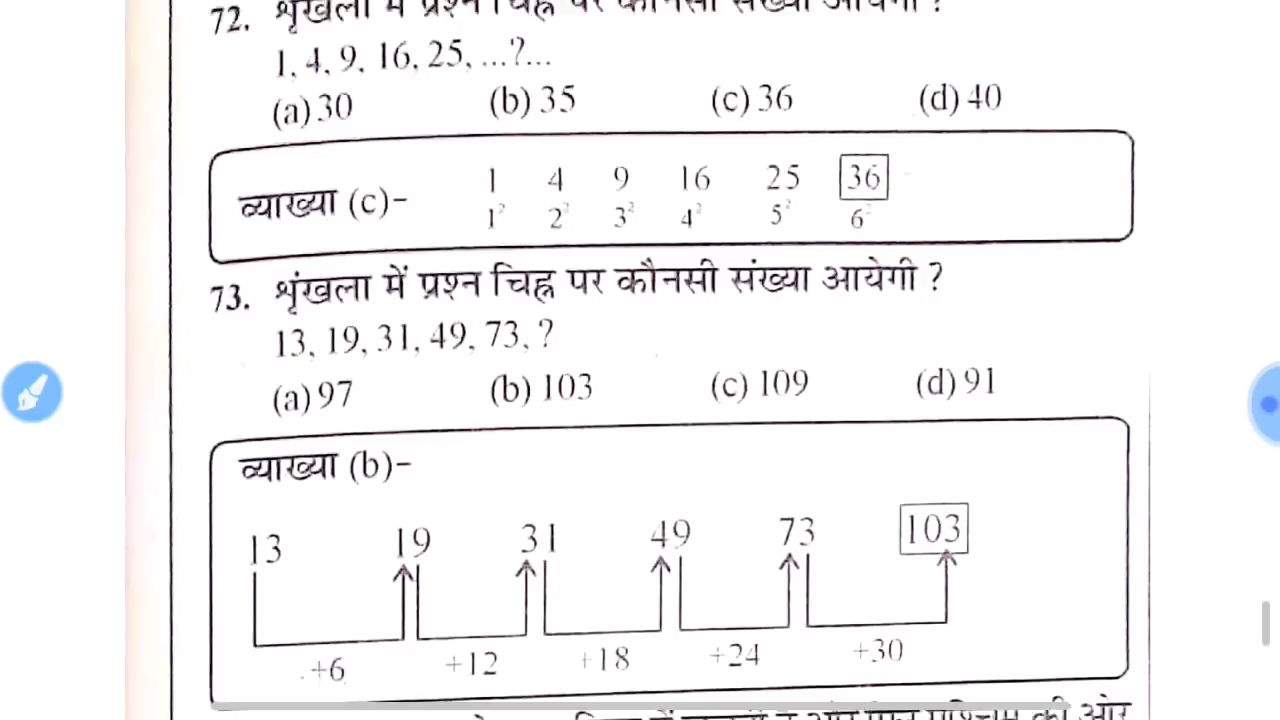 72. शृंखला में प्रश्न चिह्न पर कौनसी संख्या आयेगी ?
1, 4, 9, 16, 25, ...?...
(a) 30 (b) 35 (c) 36 (d) 40
व्याख्या (c)– 1 4 9 16 25 36
1² 2² 3² 4² 5² 6²
73. शृंखला में प्रश्न चिह्न पर कौनसी संख्या आयेगी ?
13, 19, 31, 49, 73, ?
(a) 97 (b) 103 (c) 109 (d) 91
व्याख्या (b)–
13 19 31 49 73 103
+6 +12 +18 +24 +30
की ओर